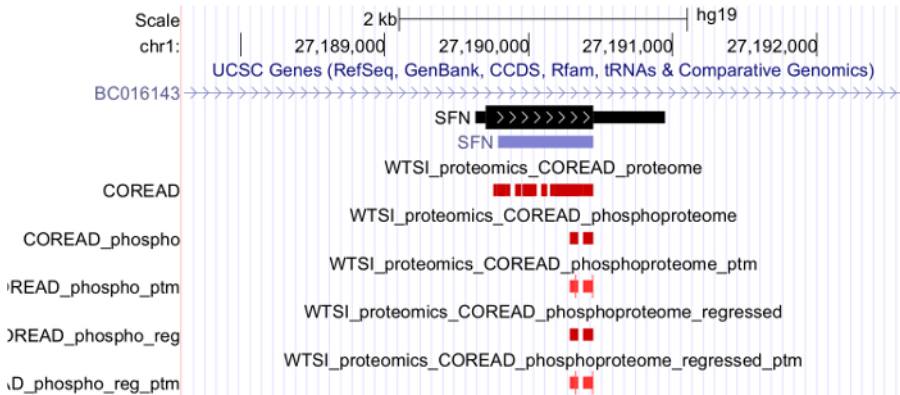 Scale 2 kb hg19
chr1: 27,189,000 27,190,000 27,191,000 27,192,000
UCSC Genes (RefSeq, GenBank, CCDS, Rfam, tRNAs & Comparative Genomics)
BC016143
SFN
SFN
WTSI_proteomics_COREAD_proteome
COREAD
WTSI_proteomics_COREAD_phosphoproteome
COREAD_phospho
WTSI_proteomics_COREAD_phosphoproteome_ptm
READ_phospho_ptm
WTSI_proteomics_COREAD_phosphoproteome_regressed
OREAD_phospho_reg
WTSI_proteomics_COREAD_phosphoproteome_regressed_ptm
AD_phospho_reg_ptm